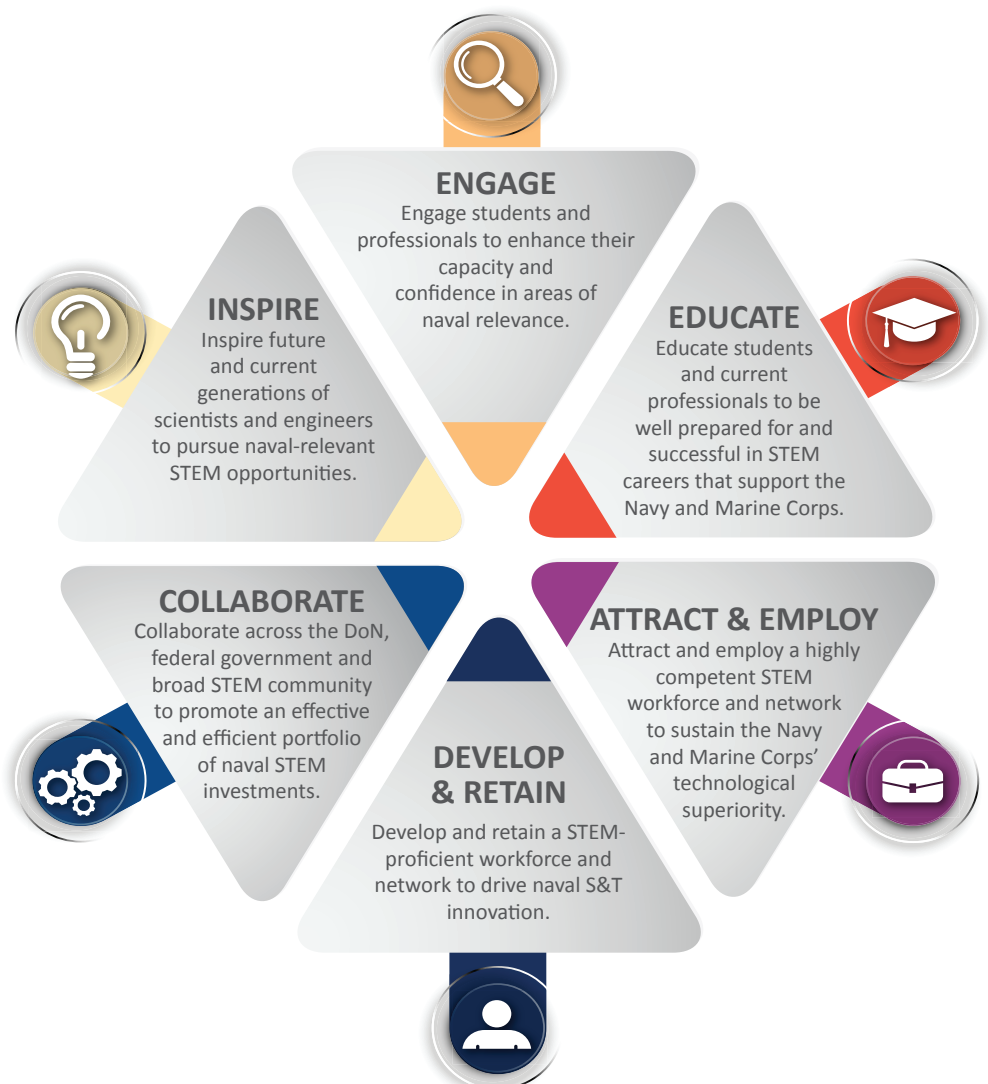 ENGAGE
Engage students and
professionals to enhance their
capacity and
confidence in areas of
naval relevance.
INSPIRE
Inspire future
and current
generations of
scientists and engineers
to pursue naval-relevant
STEM opportunities.
EDUCATE
Educate students
and current
professionals to be
well prepared for and
successful in STEM
careers that support the
Navy and Marine Corps.
COLLABORATE
Collaborate across the DoN,
federal government and
broad STEM community
to promote an effective
and efficient portfolio
of naval STEM
investments.
ATTRACT & EMPLOY
Attract and employ a highly
competent STEM
workforce and network
to sustain the Navy
and Marine Corps’
technological
superiority.
DEVELOP
& RETAIN
Develop and retain a STEM-
proficient workforce and
network to drive naval S&T
innovation.